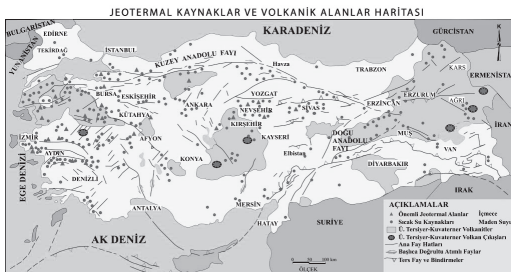 JEOTERMAL KAYNAKLAR VE VOLKANİK ALANLAR HARİTASI
BULGARİSTAN
KARADENİZ
GÜRCİSTAN
EDİRNE
YUNANİSTAN
TEKİRDAĞ
İSTANBUL
KUZEY ANADOLU FAYI
Havza
TRABZON
KARS
ERMENİSTAN
BURSA
ESKİŞEHİR
ANKARA
YOZGAT
SİVAS
ERZİNCAN
ERZURUM
AĞRI
KÜTAHYA
NEVŞEHİR
KIRŞEHİR
İRAN
İZMİR
AFYON
KAYSERİ
DOĞU
ANADOLU
FAYI
MUŞ
VAN
AYDIN
KONYA
Elbistan
EGE DENİZİ
DENİZLİ
DİYARBAKIR
ANTALYA
MERSİN
HATAY
IRAK
SURİYE
AK DENİZ
AÇIKLAMALAR
Önemli Jeotermal Alanlar
İçmece
Sıcak Su Kaynakları
Maden Suyu
Ü. Tersiyer-Kuvaterner Volkanitler
Ü. Tersiyer-Kuvaterner Volkan Çıkışları
Ana Fay Hatları
Başlıca Doğrultu Atımlı Faylar
Ters Fay ve Bindirmeler
0 50 100 km
ÖLÇEK